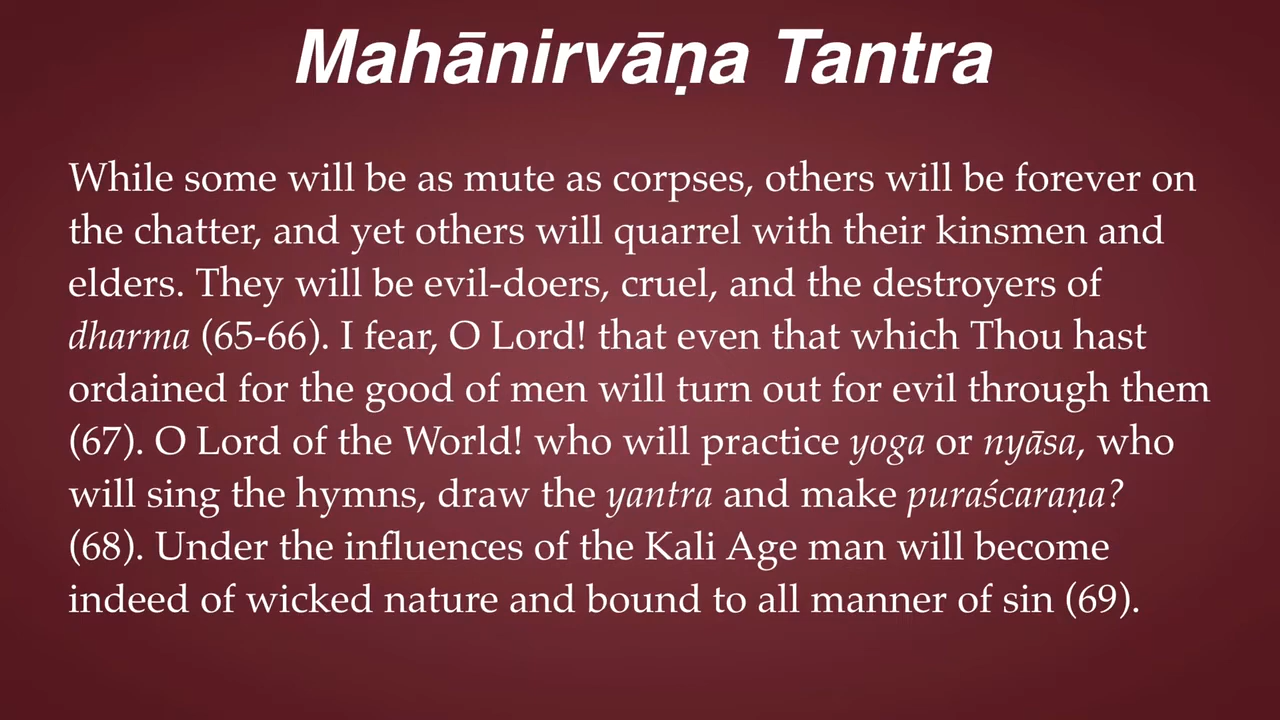 Mahānirvāṇa Tantra
While some will be as mute as corpses, others will be forever on
the chatter, and yet others will quarrel with their kinsmen and
elders. They will be evil-doers, cruel, and the destroyers of
dharma (65-66). I fear, O Lord! that even that which Thou hast
ordained for the good of men will turn out for evil through them
(67). O Lord of the World! who will practice yoga or nyāsa, who
will sing the hymns, draw the yantra and make puraścaraṇa?
(68). Under the influences of the Kali Age man will become
indeed of wicked nature and bound to all manner of sin (69).